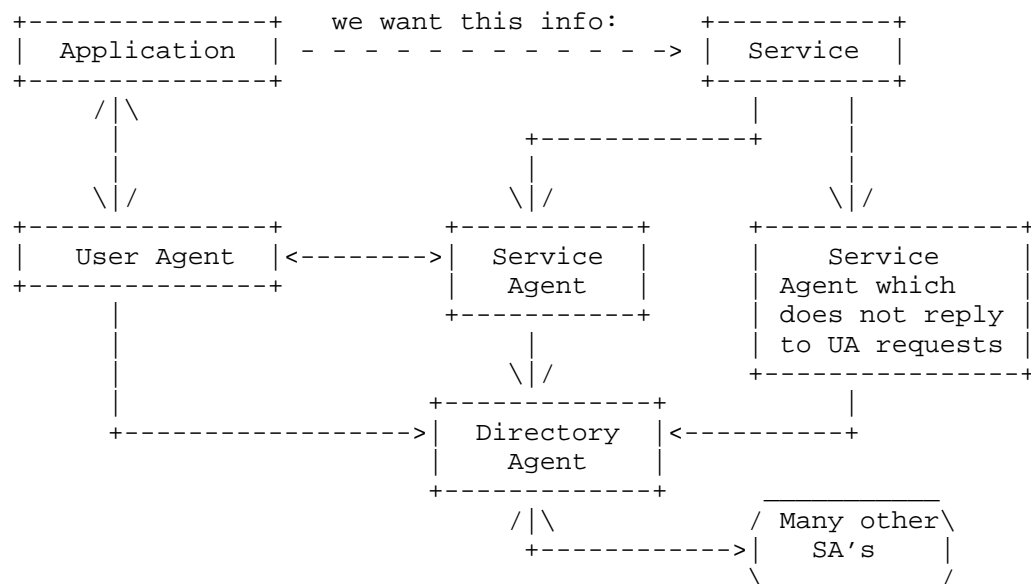 we want this info:
Application
Service
User Agent
Service
Agent
Service
Agent which
does not reply
to UA requests
Directory
Agent
Many other
SA's